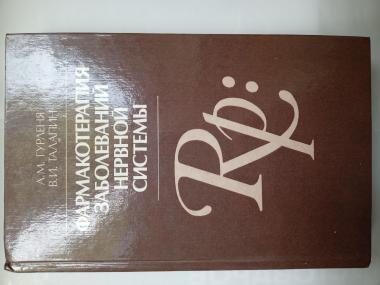 А.М. ГУРЛЕНЯ
В.И. ТАЛАПИН
ФАРМАКОТЕРАПИЯ
ЗАБОЛЕВАНИЙ
НЕРВНОЙ
СИСТЕМЫ
Rp: